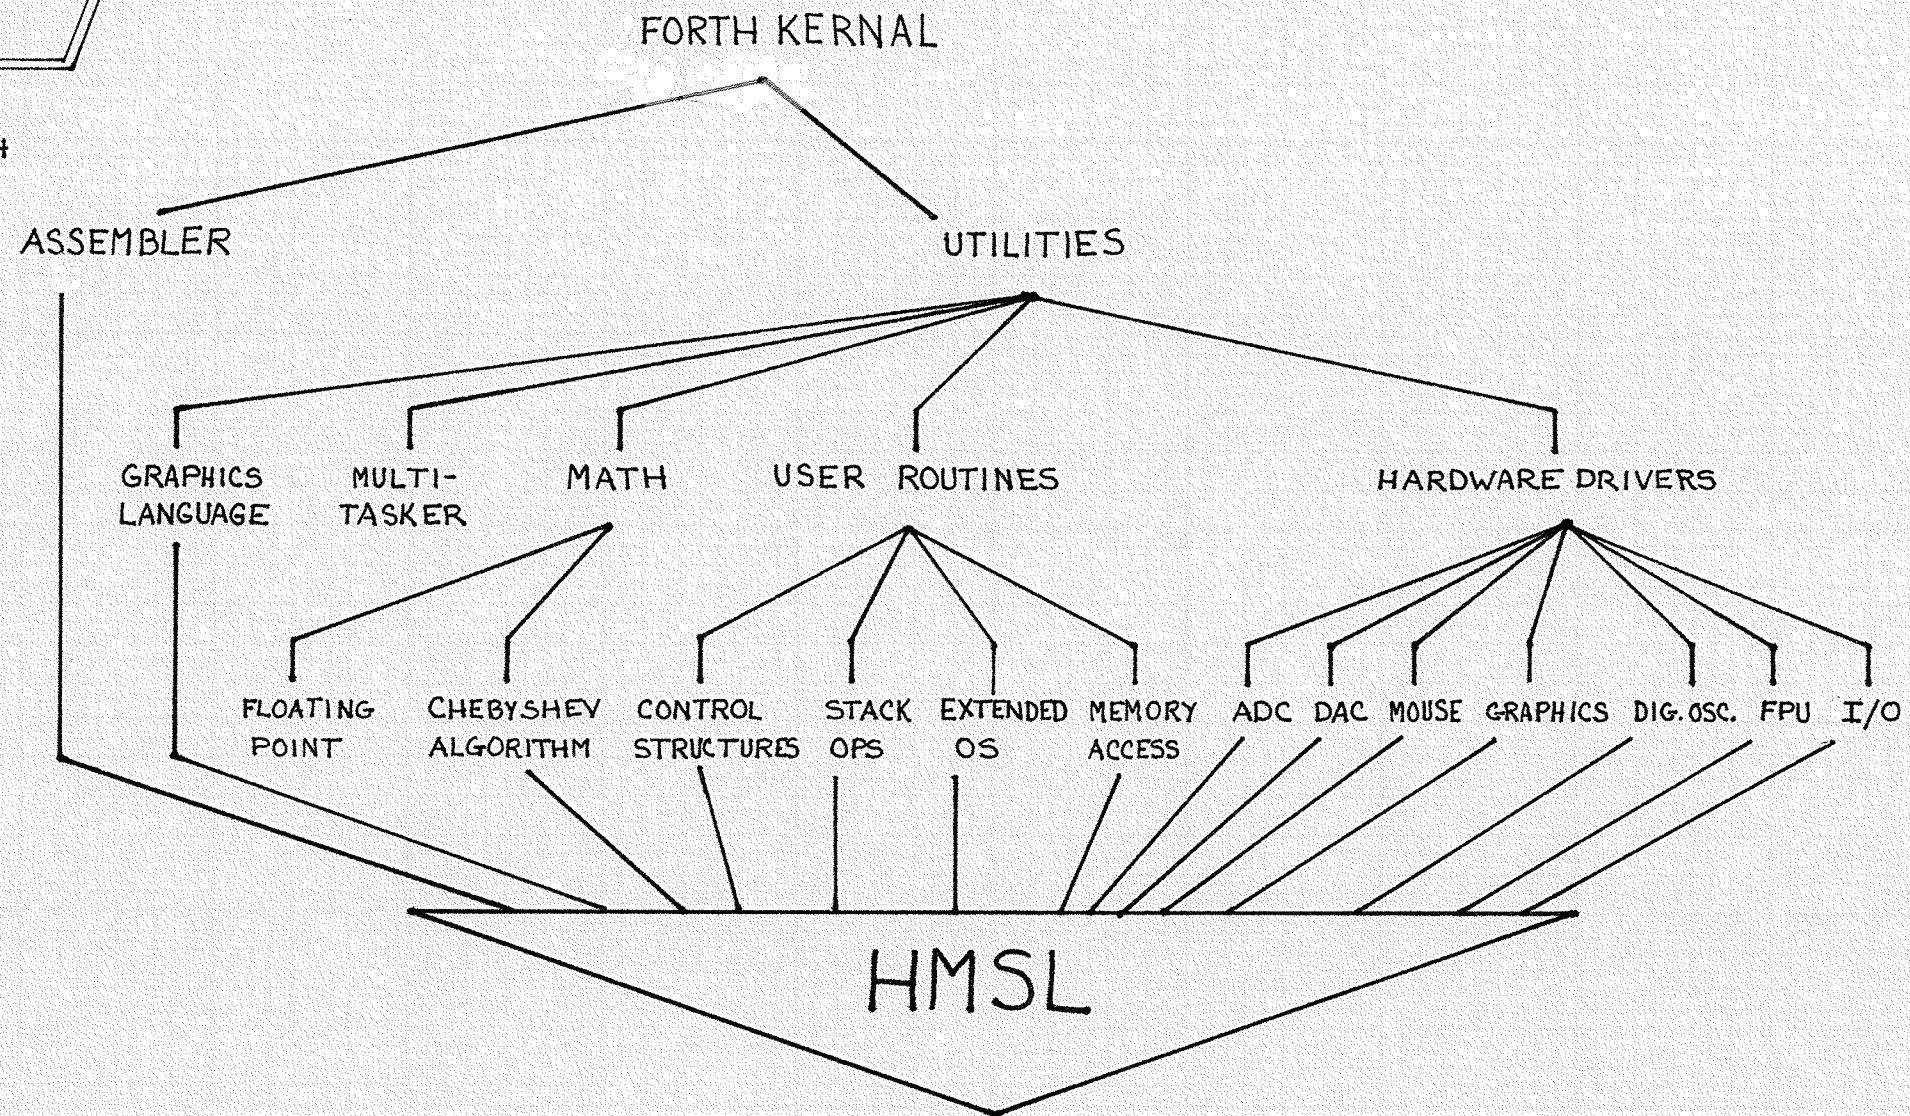 FORTH KERNAL
ASSEMBLER
UTILITIES
GRAPHICS
LANGUAGE
MULTI-
TASKER
MATH
USER ROUTINES
HARDWARE DRIVERS
FLOATING
POINT
CHEBYSHEV
ALGORITHM
CONTROL
STRUCTURES
STACK
OPS
EXTENDED
OS
MEMORY
ACCESS
ADC
DAC
MOUSE
GRAPHICS
DIG. OSC.
FPU
I/O
HMSL